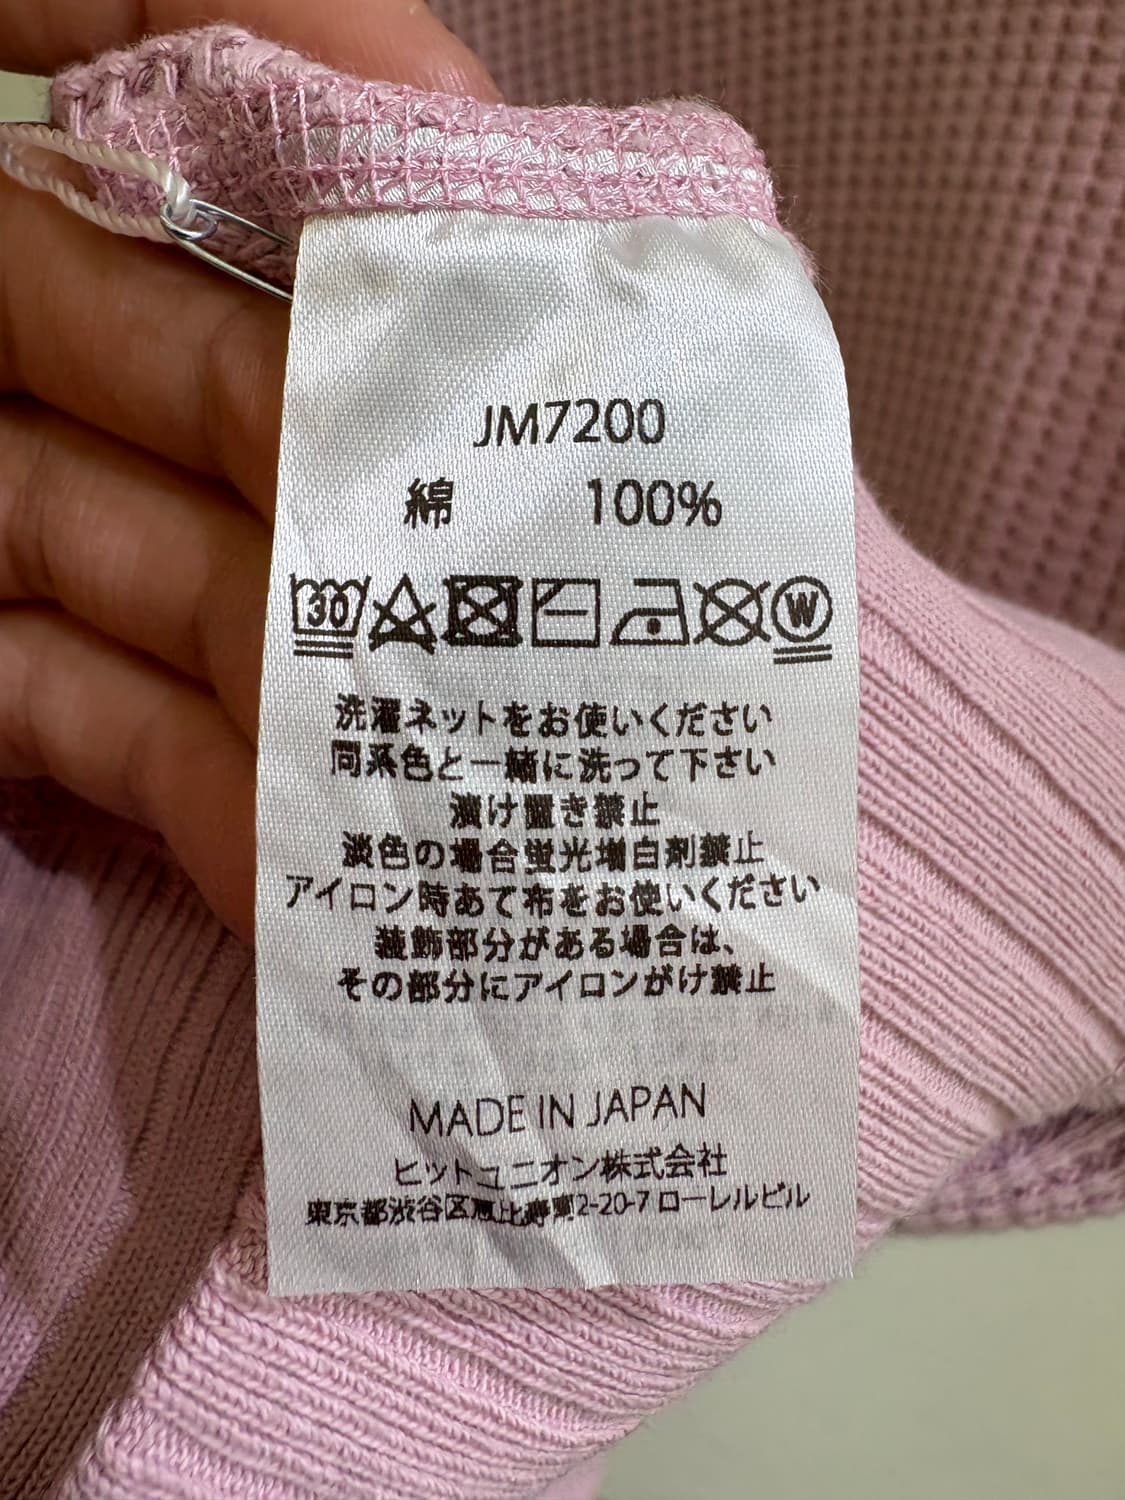 JM7200
綿 100%
30 W
洗濯ネットをお使いください
同系色と一緒に洗って下さい
漬け置き禁止
淡色の場合蛍光増白剤禁止
アイロン時あて布をお使いください
装飾部分がある場合は、
その部分にアイロンがけ禁止
MADE IN JAPAN
ヒットユニオン株式会社
東京都渋谷区恵比寿南2-20-7 ローレルビル